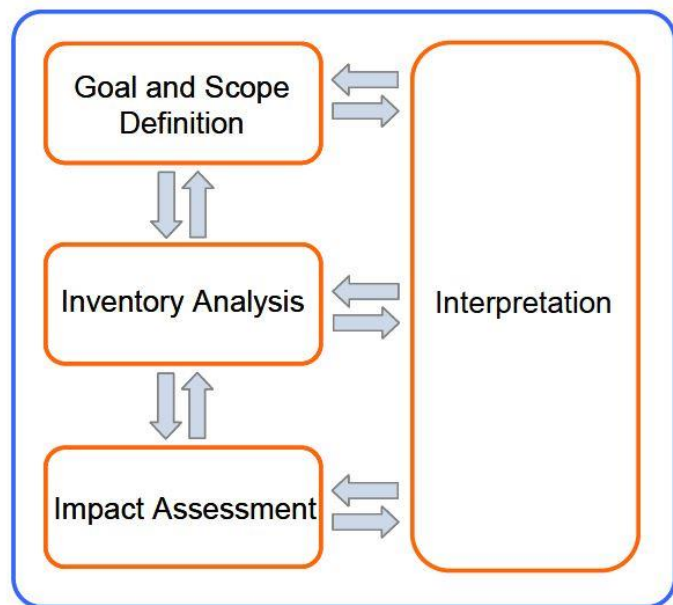 Goal and Scope
Definition
Inventory Analysis
Interpretation
Impact Assessment